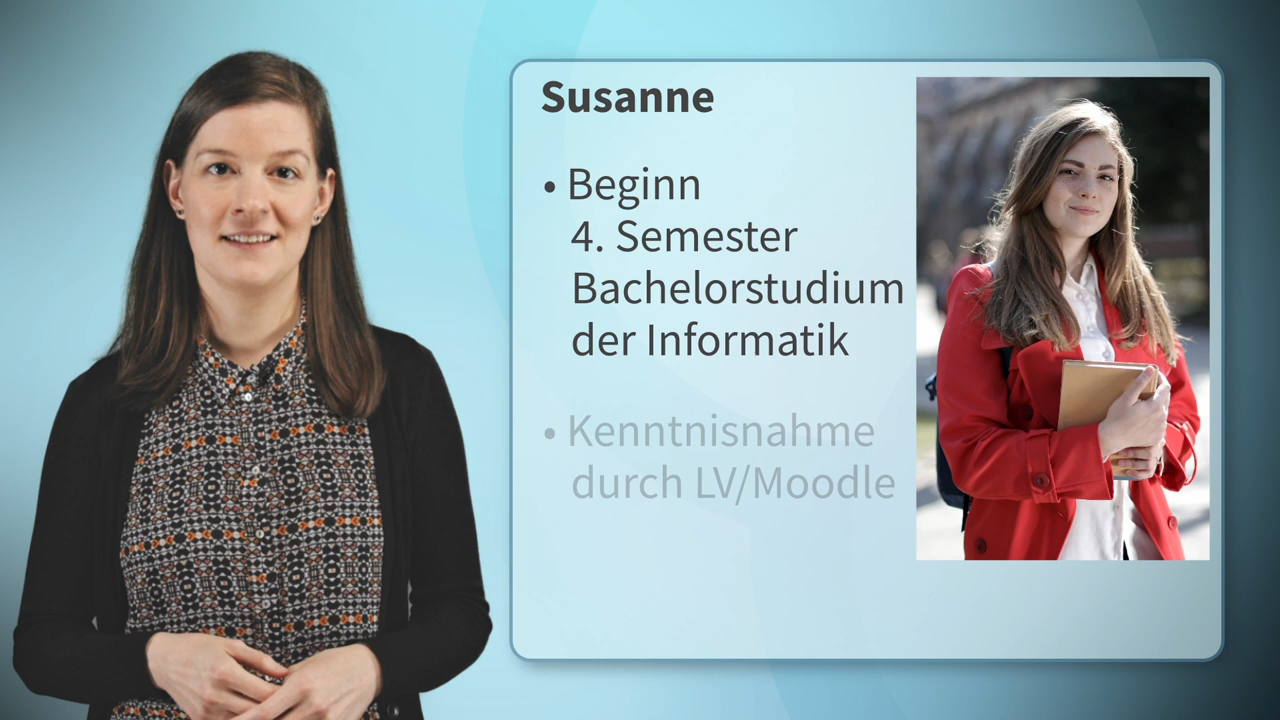 Susanne
• Beginn
4. Semester
Bachelorstudium
der Informatik
• Kenntnisnahme
durch LV/Moodle